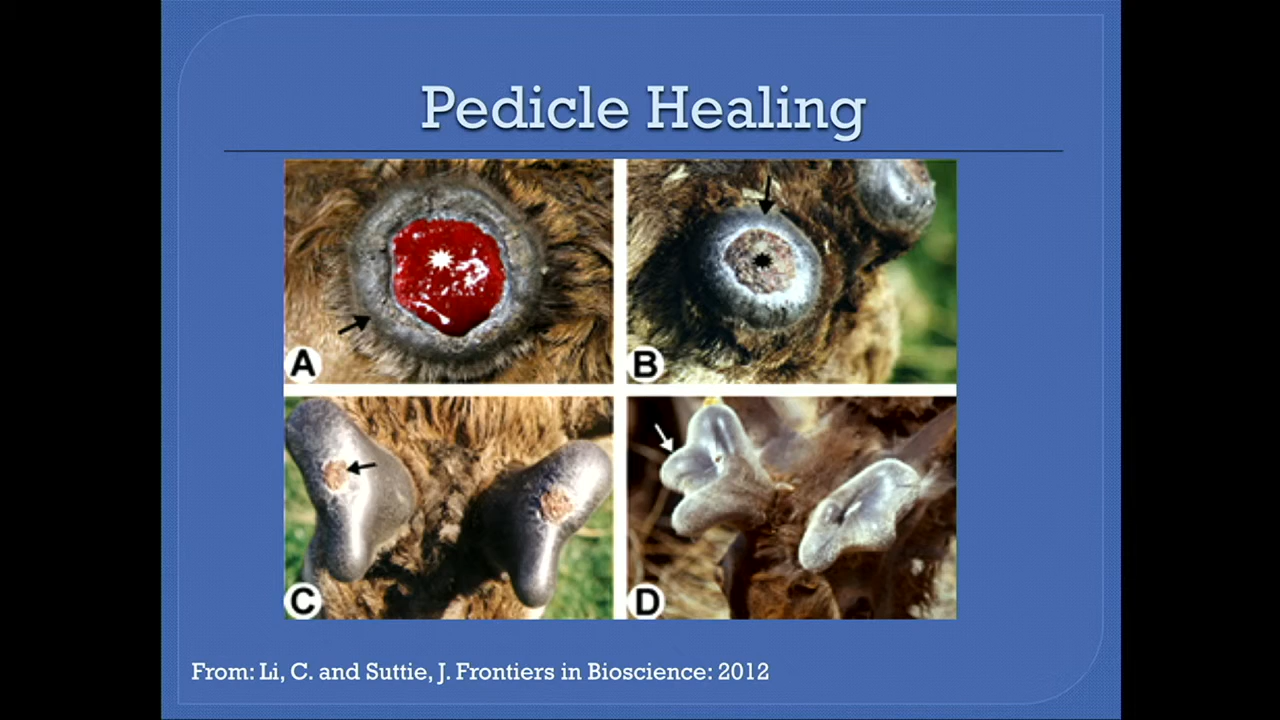 Pedicle Healing
A
B
C
D
From: Li, C. and Suttie, J. Frontiers in Bioscience: 2012